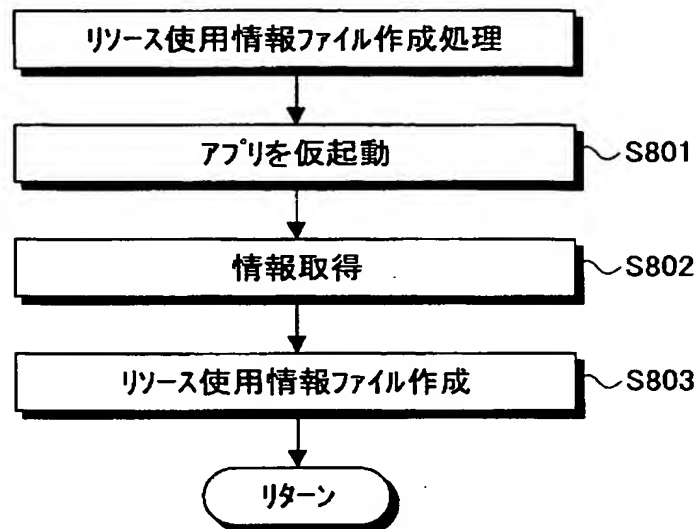 リソース使用情報ファイル作成処理
アプリを仮起動
S801
情報取得
S802
リソース使用情報ファイル作成
S803
リターン